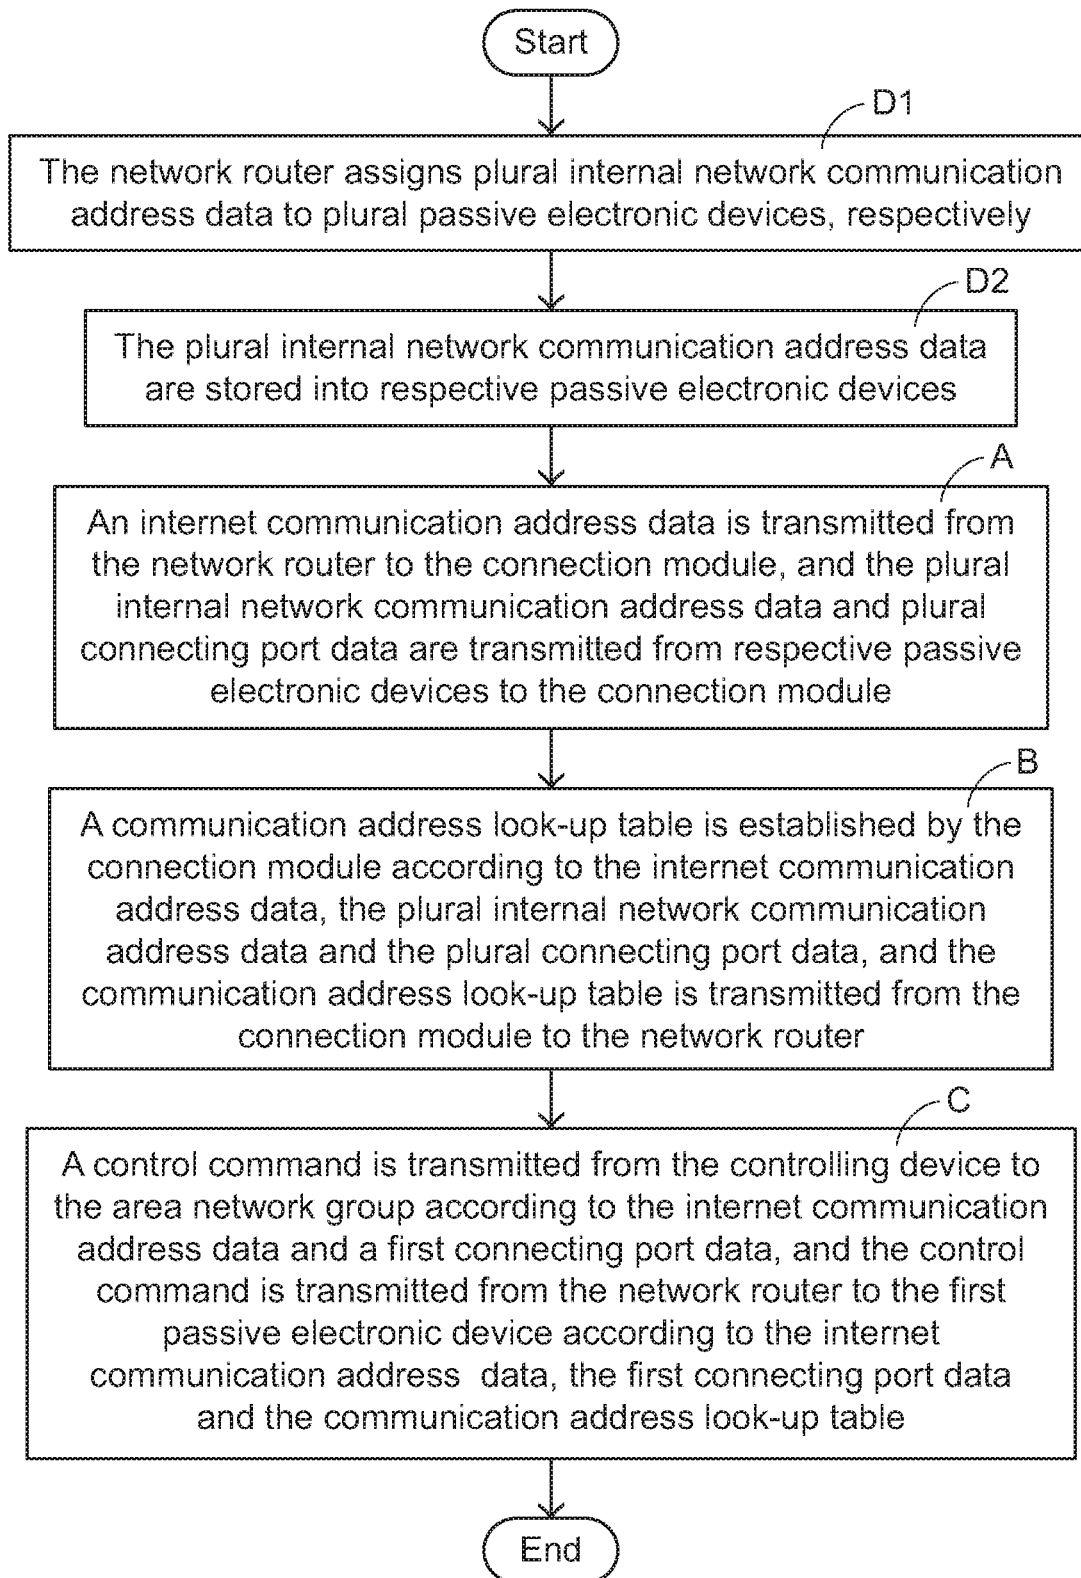 Start
D1
The network router assigns plural internal network communication
address data to plural passive electronic devices, respectively
D2
The plural internal network communication address data
are stored into respective passive electronic devices
A
An internet communication address data is transmitted from
the network router to the connection module, and the plural
internal network communication address data and plural
connecting port data are transmitted from respective passive
electronic devices to the connection module
B
A communication address look-up table is established by the
connection module according to the internet communication
address data, the plural internal network communication
address data and the plural connecting port data, and the
communication address look-up table is transmitted from the
connection module to the network router
C
A control command is transmitted from the controlling device to
the area network group according to the internet communication
address data and a first connecting port data, and the control
command is transmitted from the network router to the first
passive electronic device according to the internet
communication address data, the first connecting port data
and the communication address look-up table
End